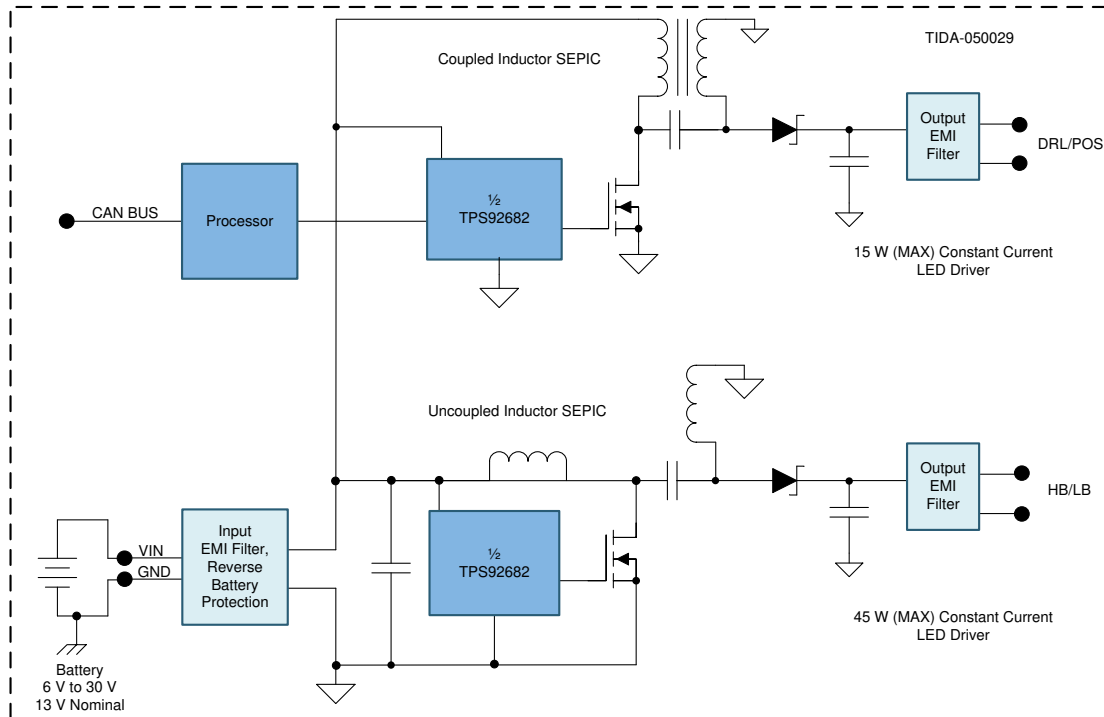 TIDA-050029
Coupled Inductor SEPIC
Output
EMI
Filter
DRL/POS
CAN BUS
Processor
½
TPS92682
15 W (MAX) Constant Current
LED Driver
Uncoupled Inductor SEPIC
Output
EMI
Filter
HB/LB
VIN
GND
Input
EMI Filter,
Reverse
Battery
Protection
½
TPS92682
45 W (MAX) Constant Current
LED Driver
Battery
6 V to 30 V
13 V Nominal